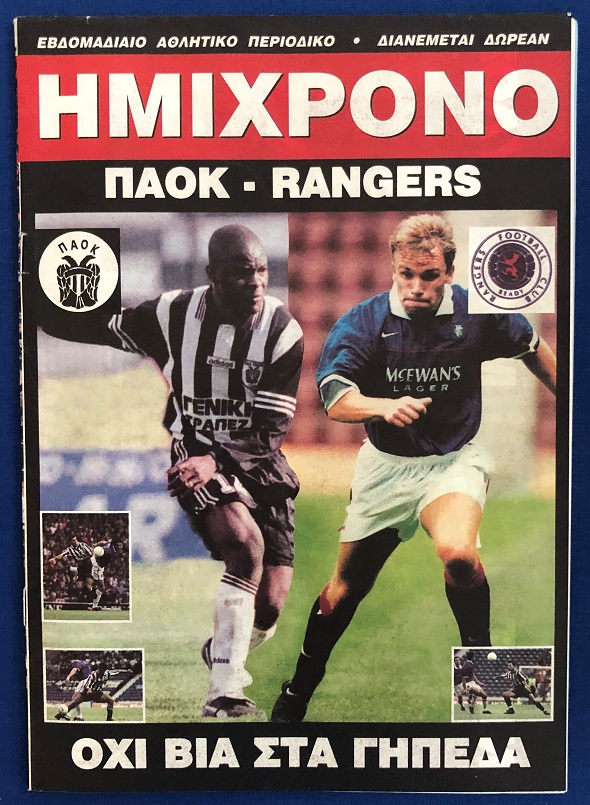 ΕΒΔΟΜΑΔΙΑΙΟ ΑΘΛΗΤΙΚΟ ΠΕΡΙΟΔΙΚΟ • ΔΙΑΝΕΜΕΤΑΙ ΔΩΡΕΑΝ
ΗΜΙΧΡΟΝΟ
ΠΑΟΚ - RANGERS
ΠΑΟΚ
RANGERS FOOTBALL CLUB
READY
adidas
ΓΕΝΙΚΗ
ΤΡΑΠΕΖ
McEWAN'S
LAGER
ΟΧΙ ΒΙΑ ΣΤΑ ΓΗΠΕΔΑ